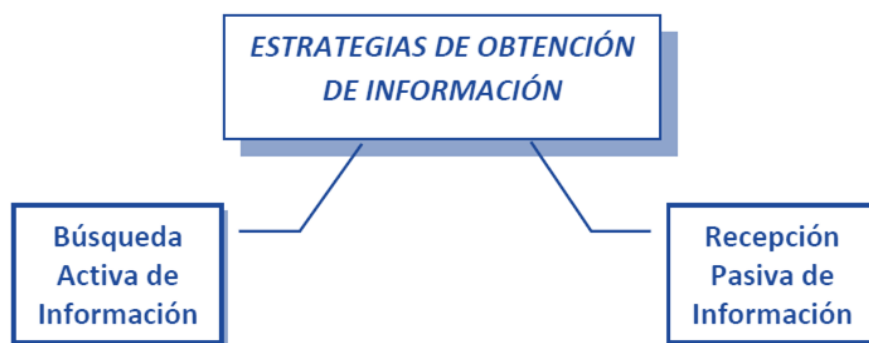 ESTRATEGIAS DE OBTENCIÓN
DE INFORMACIÓN
Búsqueda
Activa de
Información
Recepción
Pasiva de
Información